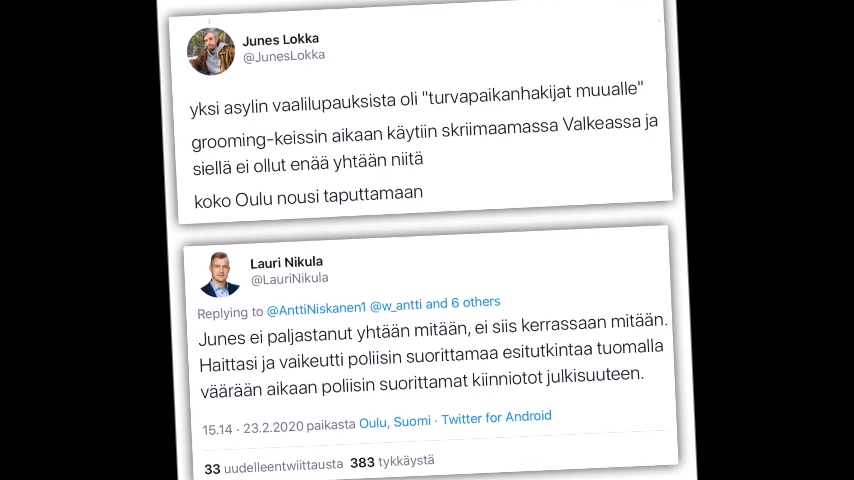 Junes Lokka
@JunesLokka
yksi asylin vaalilupauksista oli "turvapaikanhakijat muualle"
grooming-keissin aikaan käytiin skriimaamassa Valkeassa ja
siellä ei ollut enää yhtään niitä
koko Oulu nousi taputtamaan
Lauri Nikula
@LauriNikula
Replying to @AnttiNiskanen1 @w_antti and 6 others
Junes ei paljastanut yhtään mitään, ei siis kerrassaan mitään.
Haittasi ja vaikeutti poliisin suorittamaa esitutkintaa tuomalla
väärään aikaan poliisin suorittamat kiinniotot julkisuuteen.
15.14 · 23.2.2020 paikasta Oulu, Suomi · Twitter for Android
33 uudelleentwiittausta 383 tykkäystä